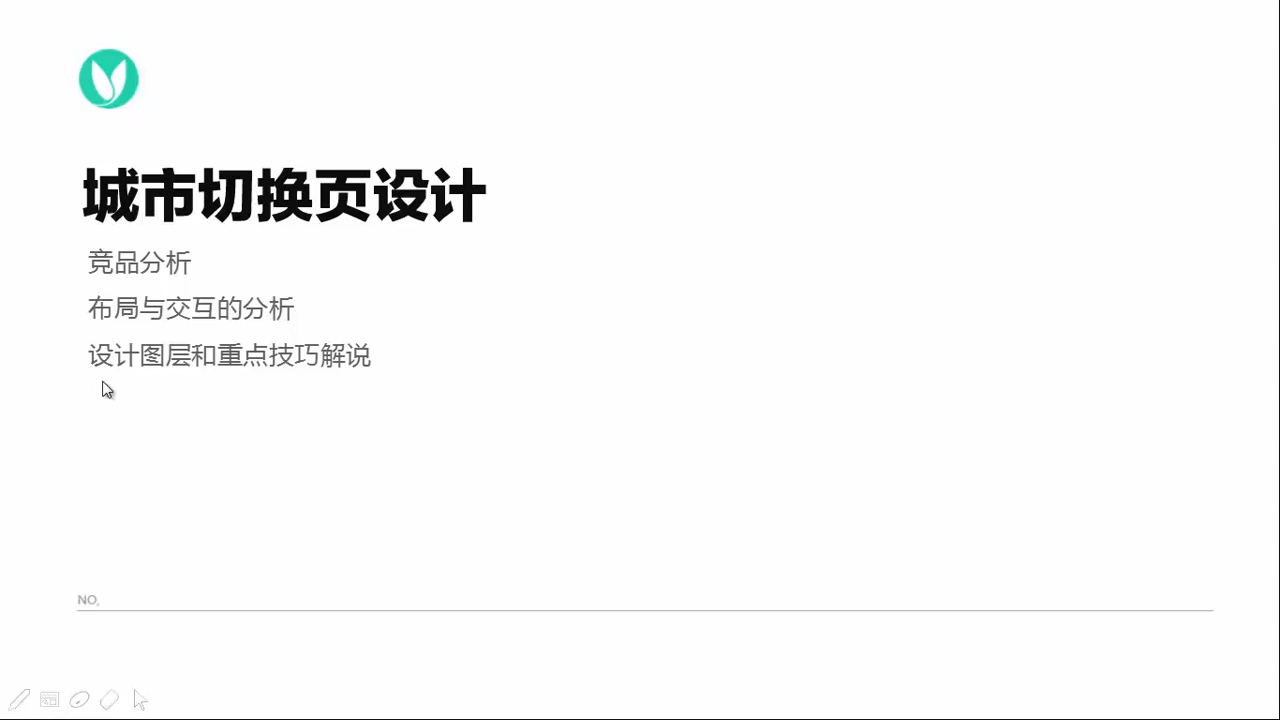 城市切换页设计
竞品分析
布局与交互的分析
设计图层和重点技巧解说
NO,